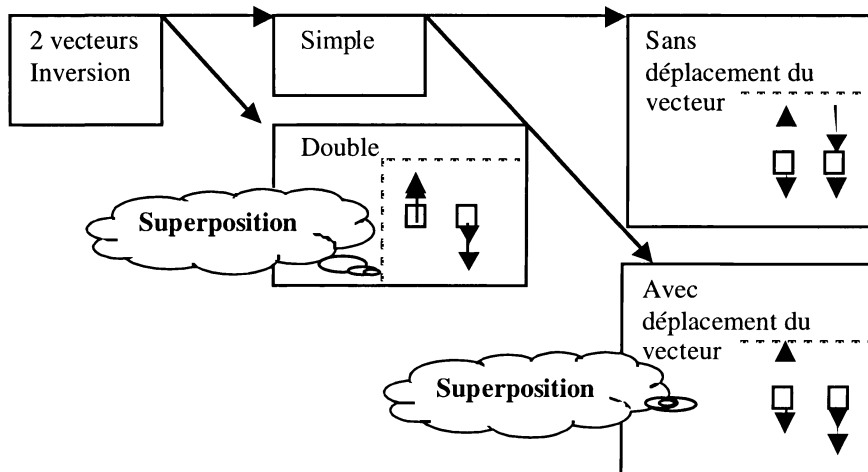 2 vecteurs
Inversion
Simple
Sans
déplacement du
vecteur
Double
Superposition
Avec
déplacement du
vecteur
Superposition